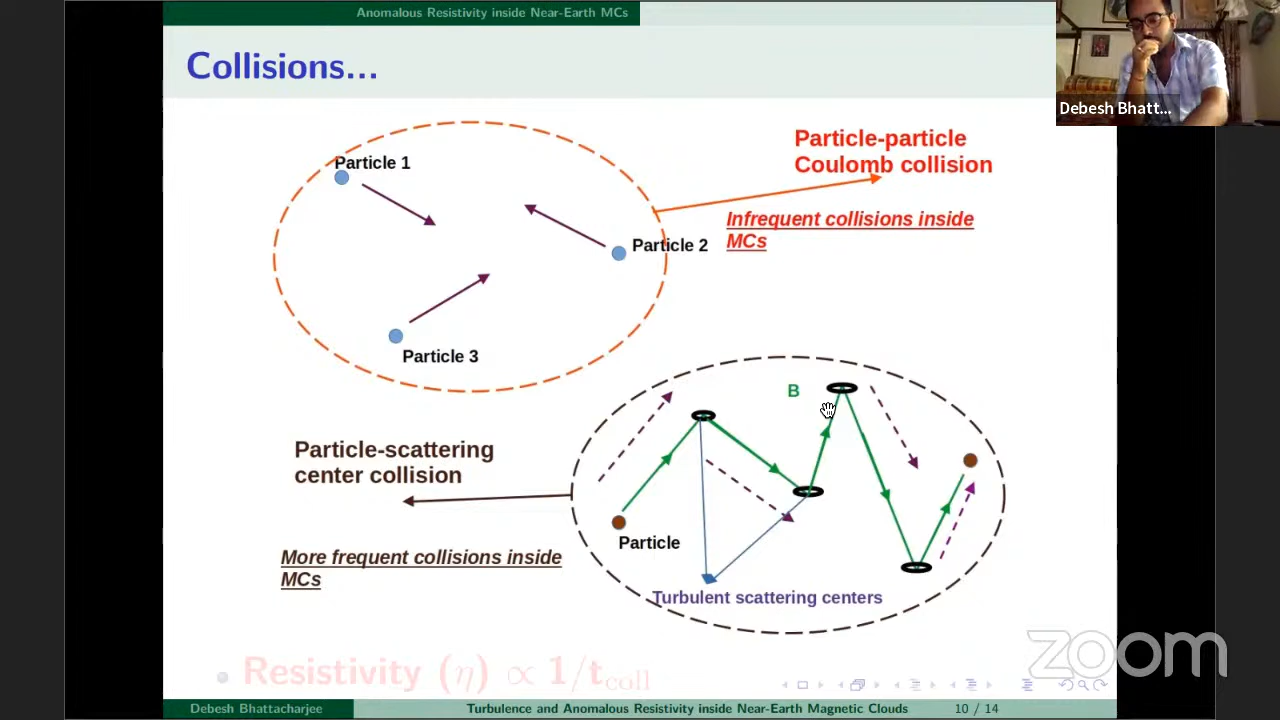 Anomalous Resistivity inside Near-Earth MCs
Collisions...
Debesh Bhatt...
Particle 1
Particle-particle
Coulomb collision
Infrequent collisions inside
MCs
Particle 2
Particle 3
B
Particle-scattering
center collision
Particle
More frequent collisions inside
MCs
Turbulent scattering centers
zoom
Resistivity (η) ∝ 1/t_coll
Debesh Bhattacharjee
Turbulence and Anomalous Resistivity inside Near-Earth Magnetic Clouds
10 / 14